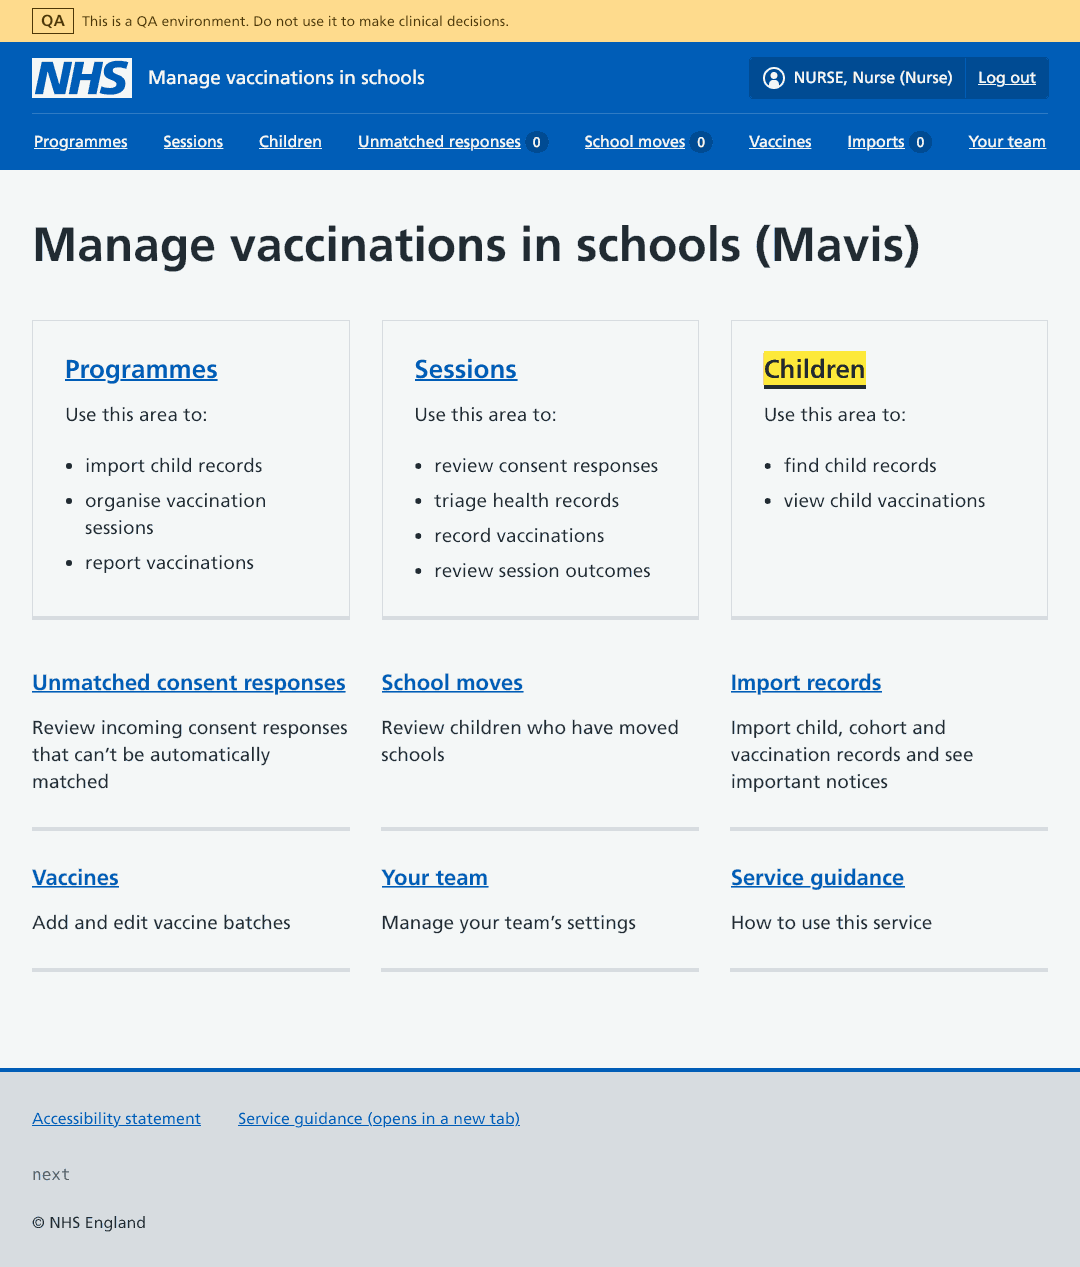 QA This is a QA environment. Do not use it to make clinical decisions.
NHS Manage vaccinations in schools NURSE, Nurse (Nurse) Log out
Programmes Sessions Children Unmatched responses 0 School moves 0 Vaccines Imports 0 Your team
Manage vaccinations in schools (Mavis)
Programmes
Use this area to:
• import child records
• organise vaccination
sessions
• report vaccinations
Sessions
Use this area to:
• review consent responses
• triage health records
• record vaccinations
• review session outcomes
Children
Use this area to:
• find child records
• view child vaccinations
Unmatched consent responses
Review incoming consent responses
that can’t be automatically
matched
School moves
Review children who have moved
schools
Import records
Import child, cohort and
vaccination records and see
important notices
Vaccines
Add and edit vaccine batches
Your team
Manage your team’s settings
Service guidance
How to use this service
Accessibility statement Service guidance (opens in a new tab)
next
© NHS England